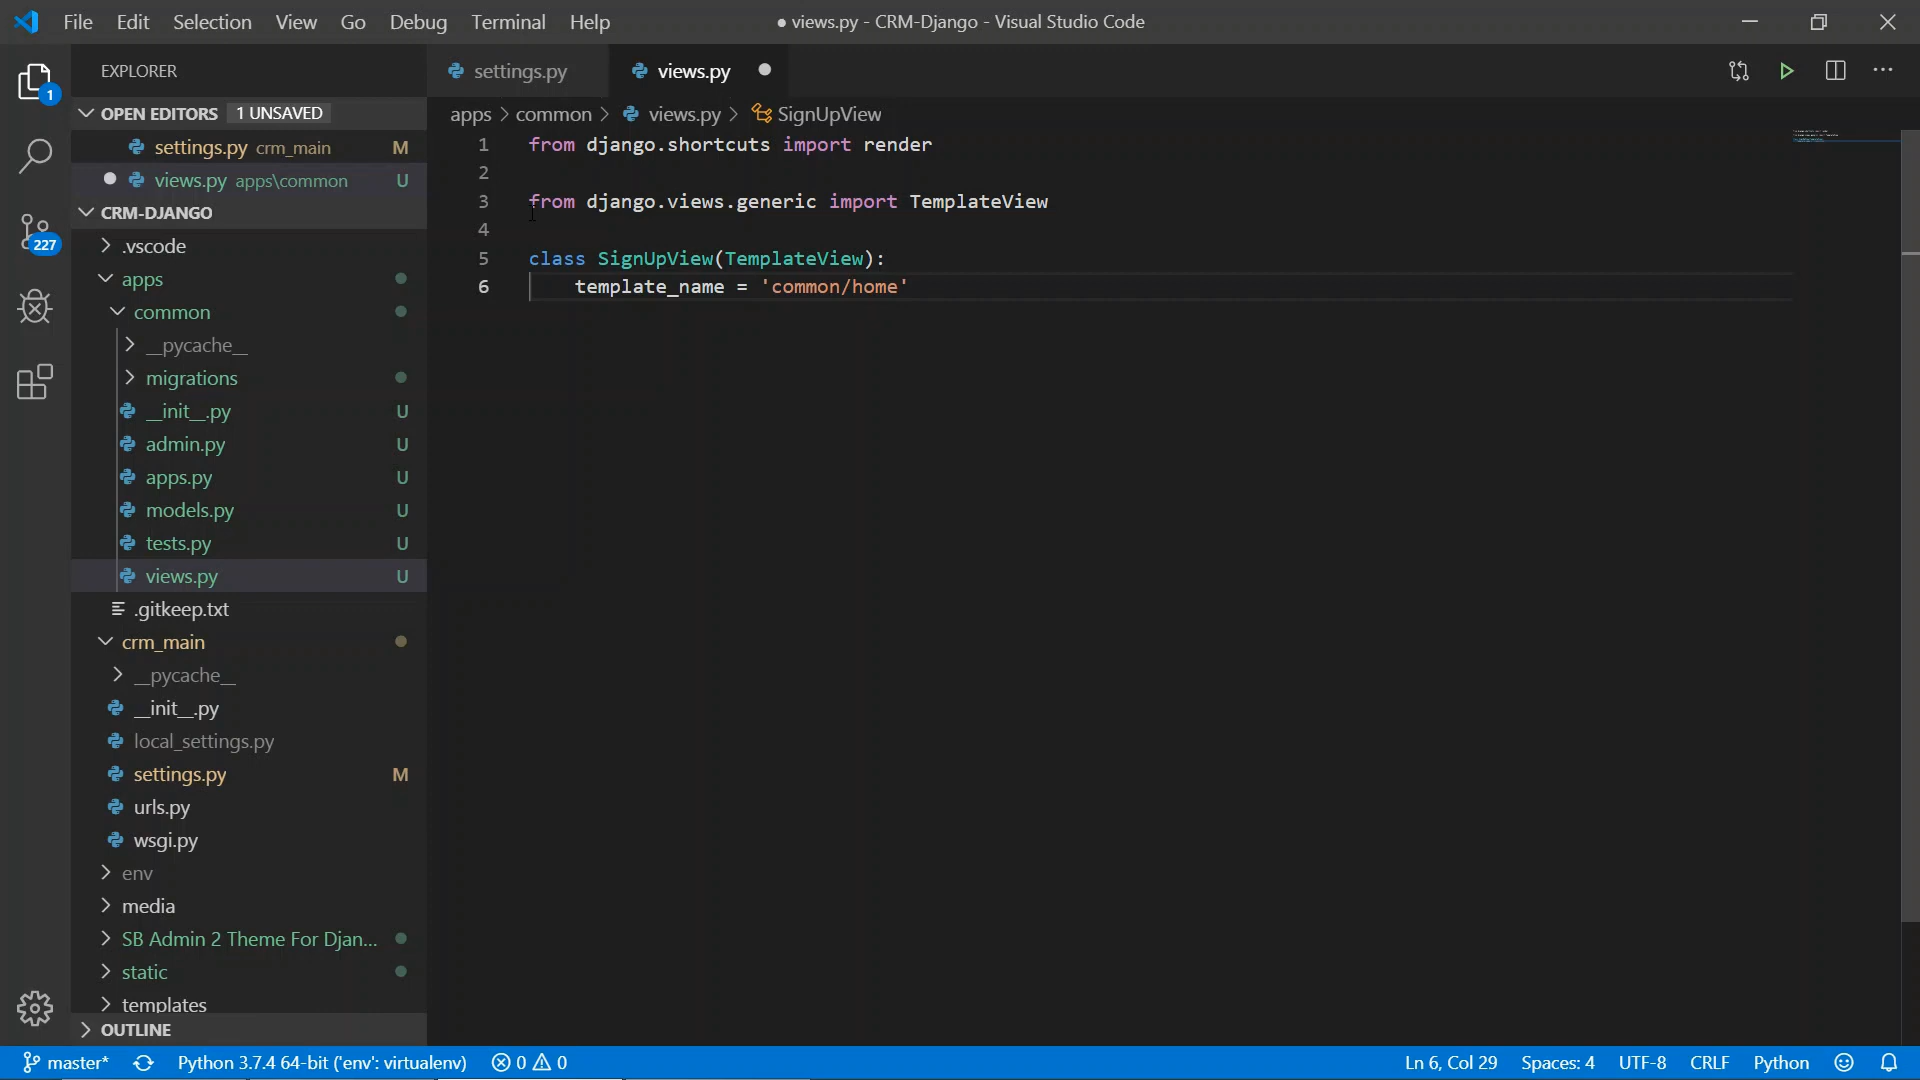 File Edit Selection View Go Debug Terminal Help ● views.py - CRM-Django - Visual Studio Code
EXPLORER
settings.py views.py
1
OPEN EDITORS 1 UNSAVED
apps > common > views.py > SignUpView
settings.py crm_main M
views.py apps\common U
CRM-DJANGO
227
.vscode
apps
common
__pycache__
migrations
__init__.py U
admin.py U
apps.py U
models.py U
tests.py U
views.py U
.gitkeep.txt
crm_main
__pycache__
__init__.py
local_settings.py
settings.py M
urls.py
wsgi.py
env
media
SB Admin 2 Theme For Djan...
static
templates
OUTLINE
1 from django.shortcuts import render
2
3 from django.views.generic import TemplateView
4
5 class SignUpView(TemplateView):
6 template_name = 'common/home'
master* Python 3.7.4 64-bit ('env': virtualenv) 0 0 Ln 6, Col 29 Spaces: 4 UTF-8 CRLF Python